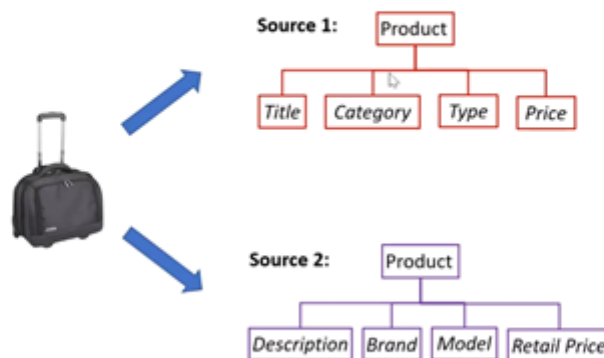 Source 1:
Product
Title
Category
Type
Price
Source 2:
Product
Description
Brand
Model
Retail Price